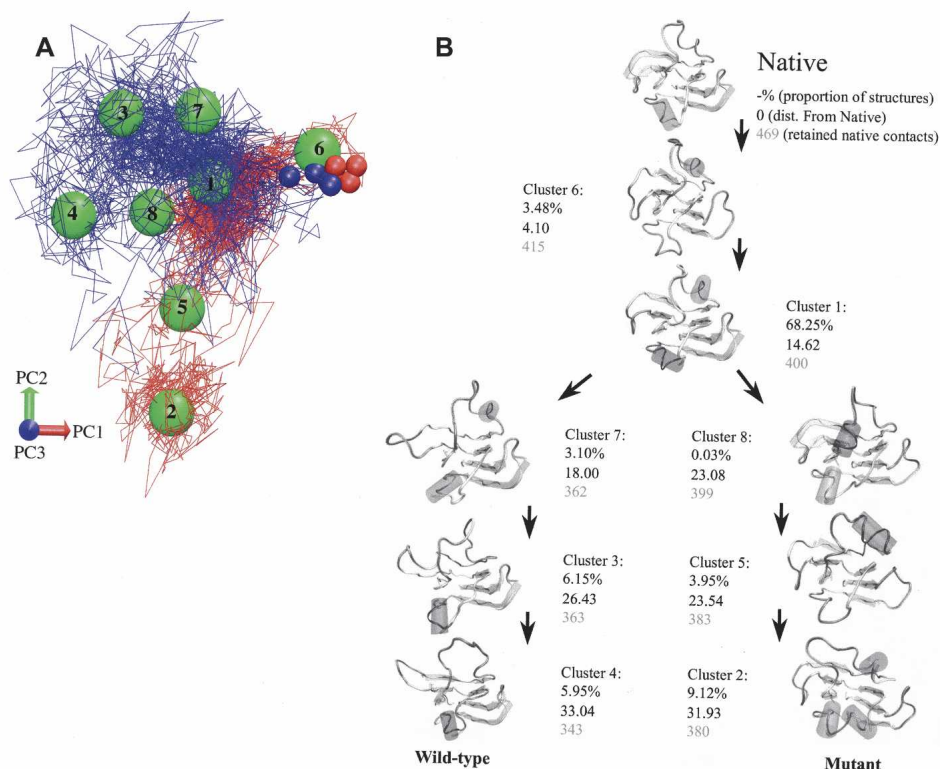 A
3
7
6
1
4
8
5
2
PC2
PC1
PC3
B
Native
-% (proportion of structures)
0 (dist. From Native)
469 (retained native contacts)
Cluster 6:
3.48%
4.10
415
Cluster 1:
68.25%
14.62
400
Cluster 7:
3.10%
18.00
362
Cluster 8:
0.03%
23.08
399
Cluster 3:
6.15%
26.43
363
Cluster 5:
3.95%
23.54
383
Cluster 4:
5.95%
33.04
343
Cluster 2:
9.12%
31.93
380
Wild-type
Mutant